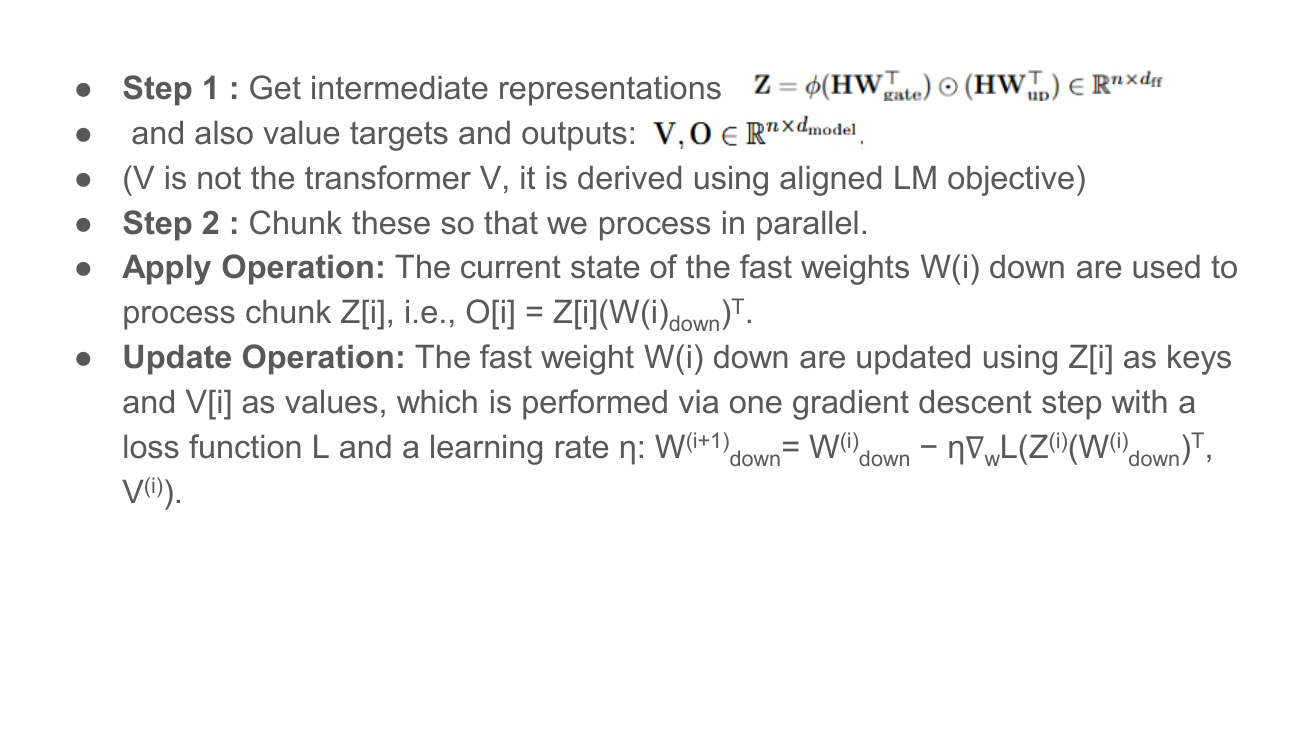 ● Step 1 : Get intermediate representations Z = ϕ(HW⊤gate) ⊙ (HW⊤up) ∈ ℝn×dff
● and also value targets and outputs: V, O ∈ ℝn×dmodel.
● (V is not the transformer V, it is derived using aligned LM objective)
● Step 2 : Chunk these so that we process in parallel.
● Apply Operation: The current state of the fast weights W(i) down are used to
process chunk Z[i], i.e., O[i] = Z[i](W(i)down)T.
● Update Operation: The fast weight W(i) down are updated using Z[i] as keys
and V[i] as values, which is performed via one gradient descent step with a
loss function L and a learning rate η: W(i+1)down= W(i)down − η∇wL(Z(i)(W(i)down)T,
V(i)).